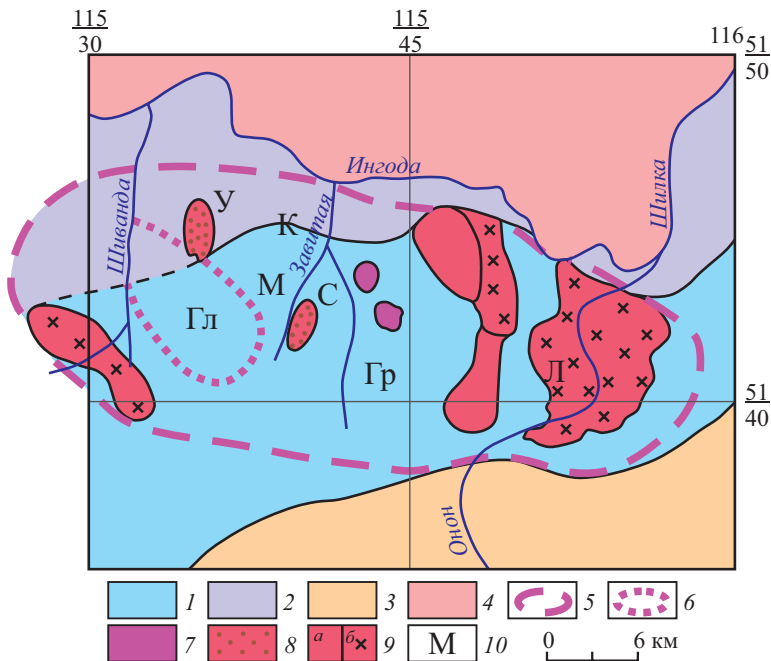 115
30
115
45
116
51
50
Ингода
Шиванда
У
К
Завитая
Шилка
М
С
Гл
Гр
Л
51
40
Онон
1 2 3 4 5 6
7 8 а б 9 М 10 0 6 км